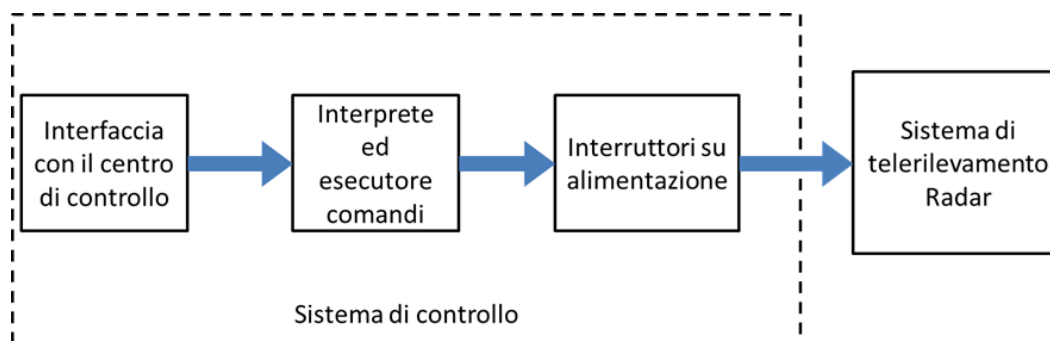 Interfaccia
con il centro
di controllo
Interprete
ed
esecutore
comandi
Interruttori su
alimentazione
Sistema di
telerilevamento
Radar
Sistema di controllo